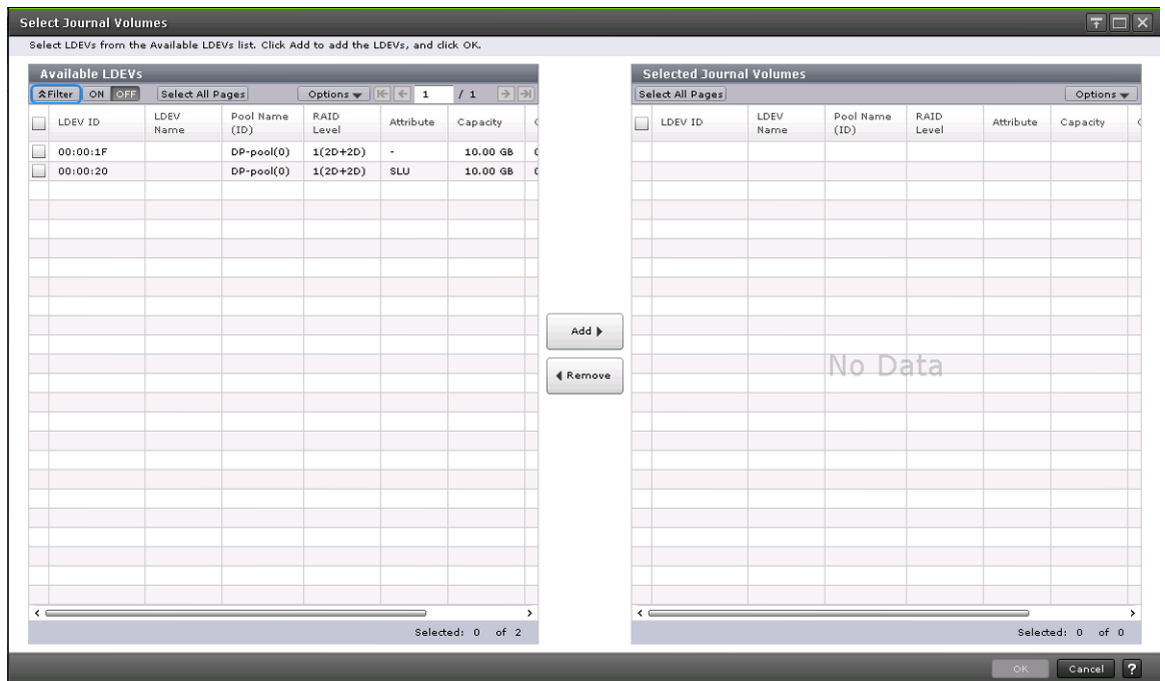 Select Journal Volumes
Select LDEVs from the Available LDEVs list. Click Add to add the LDEVs, and click OK.
Available LDEVs
Filter ON OFF Select All Pages Options 1 / 1
LDEV ID LDEV Name Pool Name (ID) RAID Level Attribute Capacity
00:00:1F DP-pool(0) 1(2D+2D) - 10.00 GB
00:00:20 DP-pool(0) 1(2D+2D) SLU 10.00 GB
Selected: 0 of 2
Add
Remove
Selected Journal Volumes
Select All Pages Options
LDEV ID LDEV Name Pool Name (ID) RAID Level Attribute Capacity
No Data
Selected: 0 of 0
OK Cancel ?